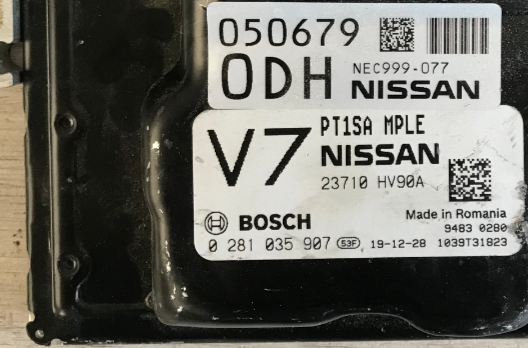 050679
0DH NEC999-077
NISSAN
V7 PT1SA MPLE
NISSAN
23710 HV90A
BOSCH Made in Romania
9483 0280
0 281 035 907 53F 19-12-28 1039T31823